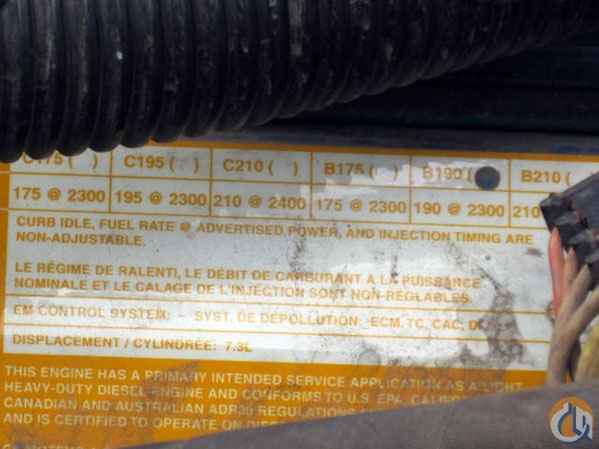 C175 ( ) C195 ( ) C210 ( ) B175 ( ) B190 ( B210 (
175 @ 2300 195 @ 2300 210 @ 2400 175 @ 2300 190 @ 2300 210
CURB IDLE, FUEL RATE @ ADVERTISED POWER, AND INJECTION TIMING ARE
NON-ADJUSTABLE.
LE RÉGIME DE RALENTI, LE DÉBIT DE CARBURANT A LA PUISSANCE
NOMINALE ET LE CALAGE DE L'INJECTION SONT NON-REGLABLES.
EM CONTROL SYSTEM: - SYST. DE DÉPOLLUTION: ECM, TC, CAC, DI
DISPLACEMENT / CYLINDRÉE: 7.3L
THIS ENGINE HAS A PRIMARY INTENDED SERVICE APPLICATION AS A LIGHT
HEAVY-DUTY DIESEL ENGINE AND CONFORMS TO U.S. EPA,
CANADIAN AND AUSTRALIAN ADR30 REGULATIONS
AND IS CERTIFIED TO OPERATE ON